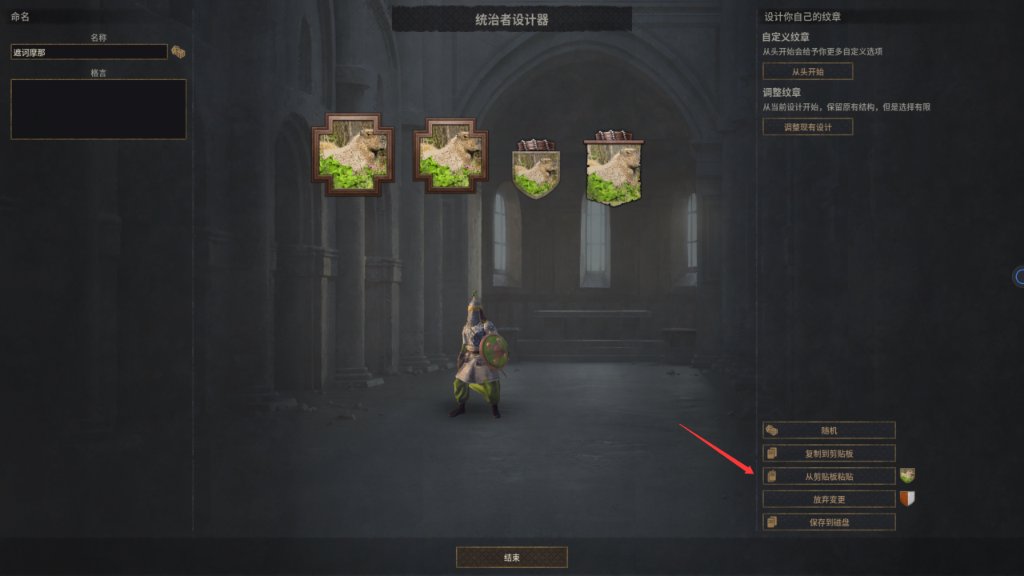 命名
统治者设计器
设计你自己的纹章
名称
遮诃摩那
格言
自定义纹章
从头开始会给予你更多自定义选项
从头开始
调整纹章
从当前设计开始，保留原有结构，但是选择有限
调整现有设计
随机
复制到剪贴板
从剪贴板粘贴
放弃变更
保存到磁盘
结束